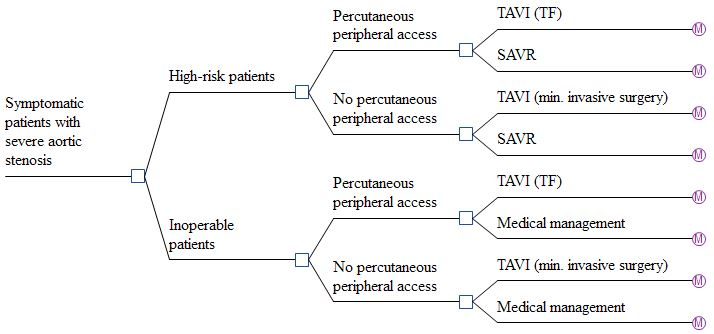 Percutaneous
peripheral access
TAVI (TF)
M
SAVR
M
High-risk patients
No percutaneous
peripheral access
TAVI (min. invasive surgery)
M
SAVR
M
Symptomatic
patients with
severe aortic
stenosis
Percutaneous
peripheral access
TAVI (TF)
M
Medical management
M
Inoperable
patients
No percutaneous
peripheral access
TAVI (min. invasive surgery)
M
Medical management
M